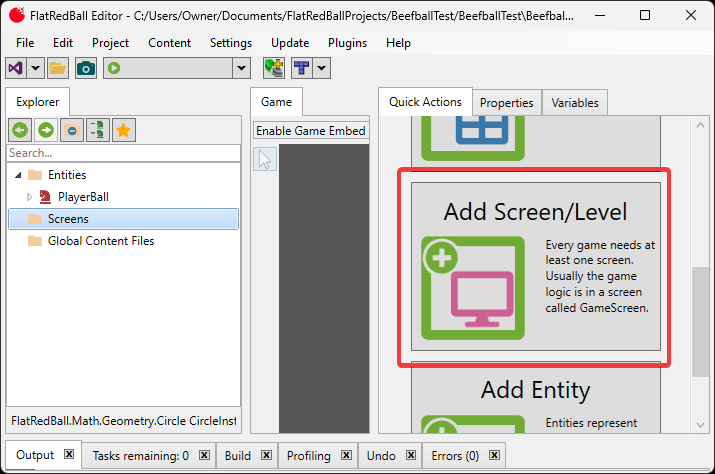 FlatRedBall Editor - C:/Users/Owner/Documents/FlatRedBallProjects/BeefballTest/BeefballTest\Beefbal...
File Edit Project Content Settings Update Plugins Help
Explorer
Search...
Entities
PlayerBall
Screens
Global Content Files
FlatRedBall.Math.Geometry.Circle CircleInst
Game
Enable Game Embed
Quick Actions Properties Variables
Add Screen/Level
Every game needs at
least one screen.
Usually the game
logic is in a screen
called GameScreen.
Add Entity
Entities represent
Output Tasks remaining: 0 Build Profiling Undo Errors (0)